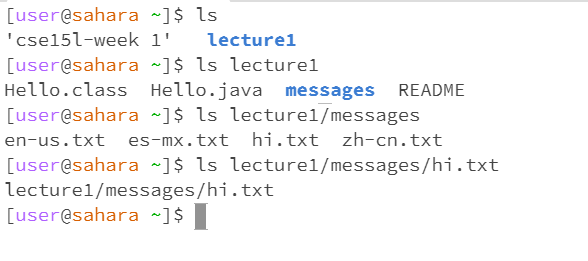 [user@sahara ~]$ ls
'cse15l-week 1'   lecture1
[user@sahara ~]$ ls lecture1
Hello.class  Hello.java  messages  README
[user@sahara ~]$ ls lecture1/messages
en-us.txt  es-mx.txt  hi.txt  zh-cn.txt
[user@sahara ~]$ ls lecture1/messages/hi.txt
lecture1/messages/hi.txt
[user@sahara ~]$